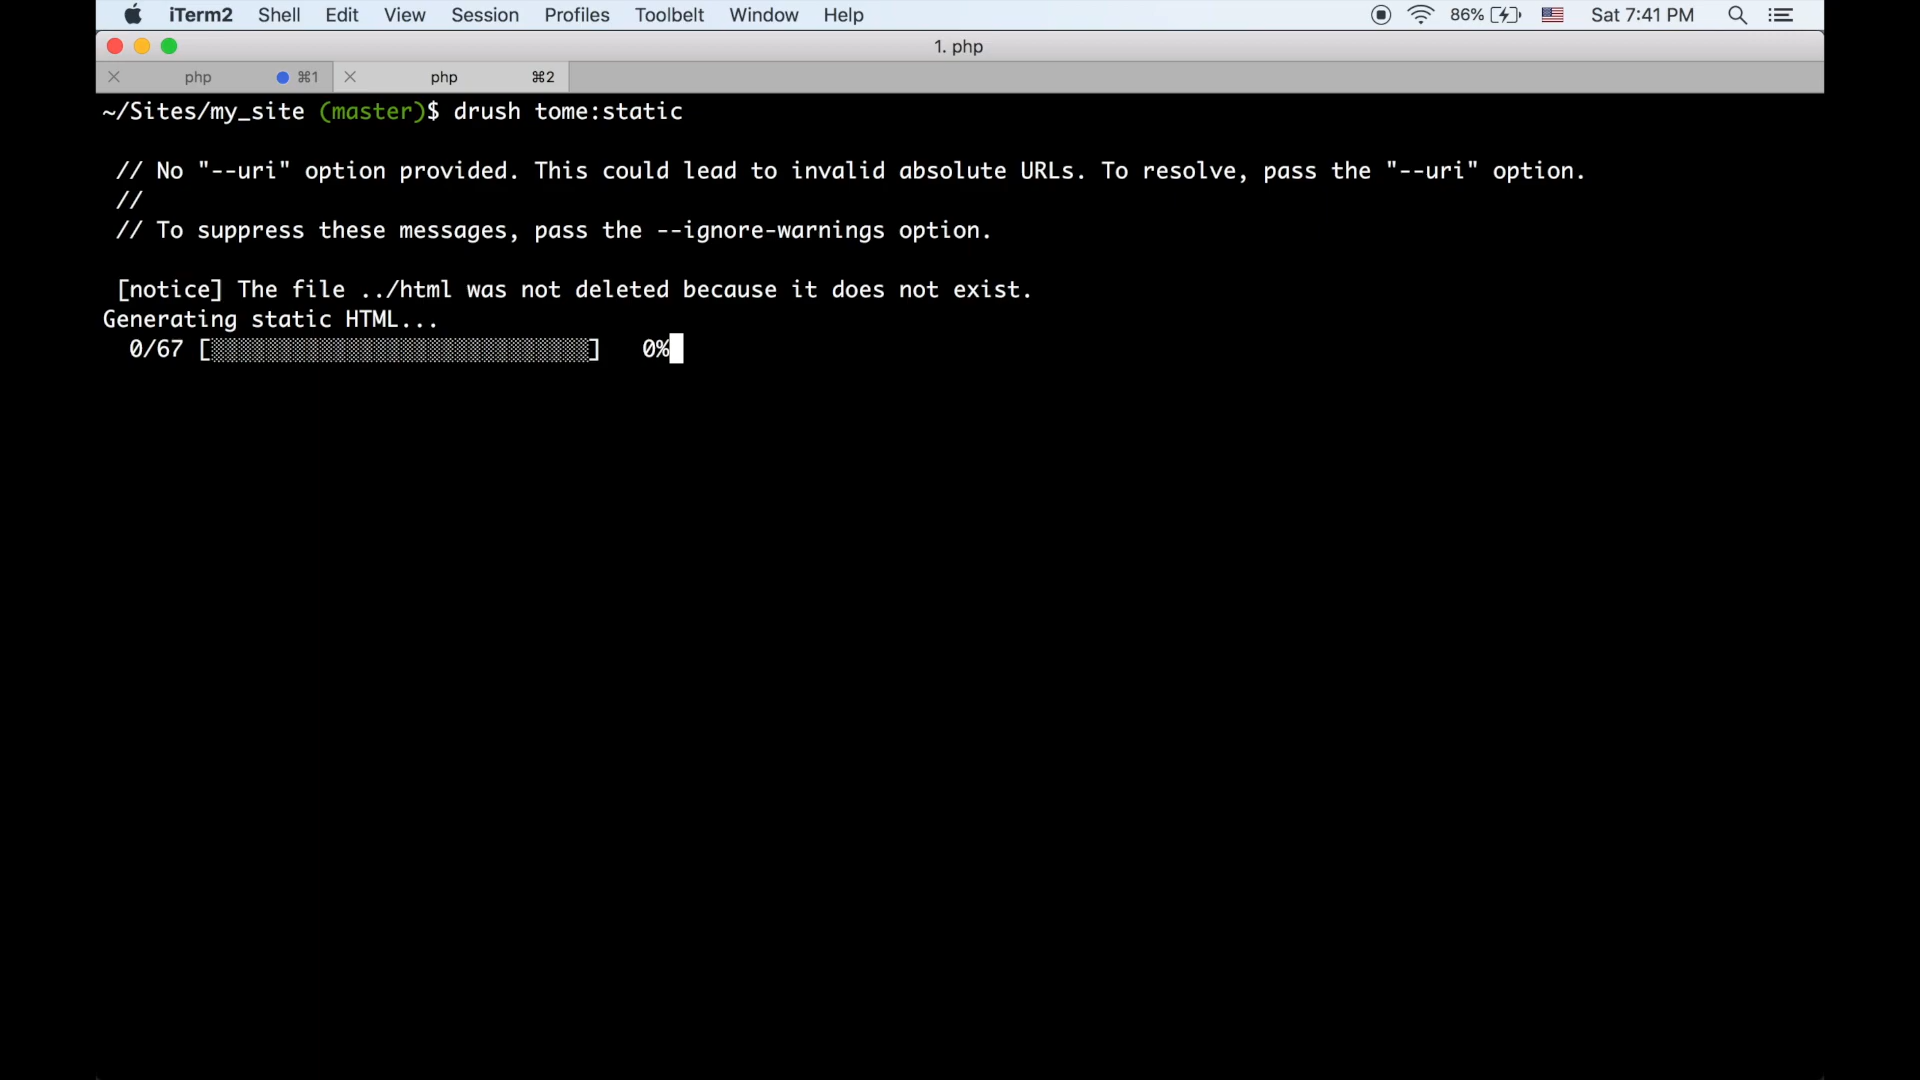 iTerm2 Shell Edit View Session Profiles Toolbelt Window Help 86% Sat 7:41 PM
1. php
php ⌘1 php ⌘2
~/Sites/my_site (master)$ drush tome:static
// No "--uri" option provided. This could lead to invalid absolute URLs. To resolve, pass the "--uri" option.
//
// To suppress these messages, pass the --ignore-warnings option.
[notice] The file ../html was not deleted because it does not exist.
Generating static HTML...
0/67 [░░░░░░░░░░░░░░░░░░░░░░░░░░░░] 0%